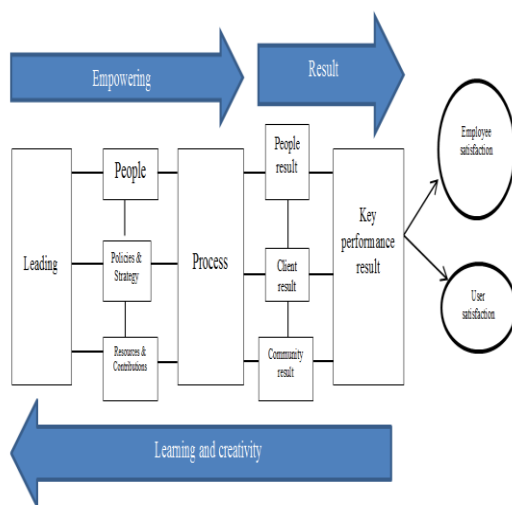 Empowering
Result
Employee
satisfaction
People
People
result
Leading
Policies &
Strategy
Process
Client
result
Key
performance
result
Resources &
Contributions
Community
result
User
satisfaction
Learning and creativity